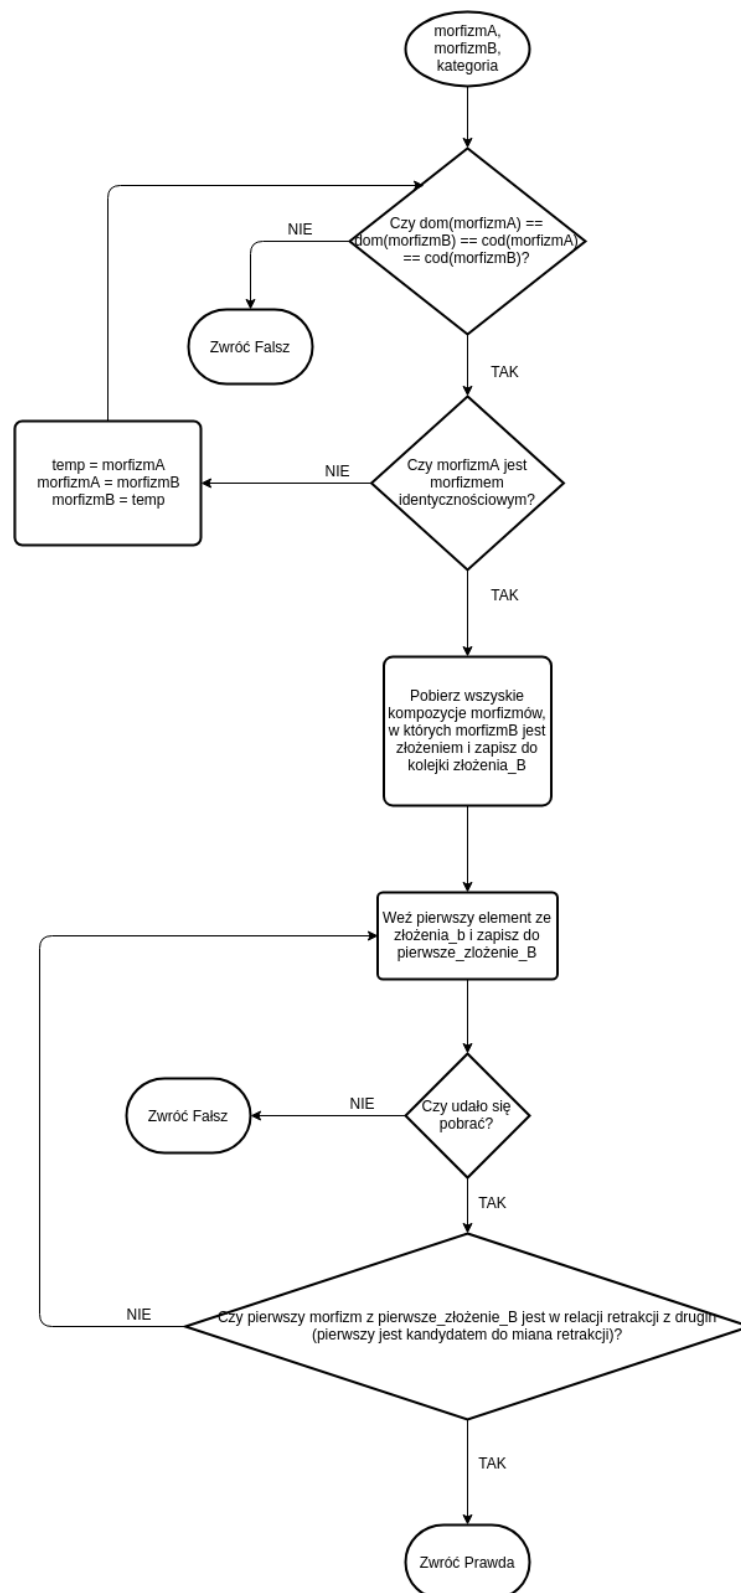 morfizmA,
morfizmB,
kategoria
Czy dom(morfizmA) ==
dom(morfizmB) == cod(morfizmA)
== cod(morfizmB)?
NIE
Zwróć Falsz
TAK
temp = morfizmA
morfizmA = morfizmB
morfizmB = temp
NIE
Czy morfizmA jest
morfizmem
identycznościowym?
TAK
Pobierz wszyskie
kompozycje morfizmów,
w których morfizmB jest
złożeniem i zapisz do
kolejki złożenia_B
Weź pierwszy element ze
złożenia_b i zapisz do
pierwsze_zlożenie_B
Zwróć Fałsz
NIE
Czy udało się
pobrać?
TAK
NIE
Czy pierwszy morfizm z pierwsze_złożenie_B jest w relacji retrakcji z drugin
(pierwszy jest kandydatem do miana retrakcji)?
TAK
Zwróć Prawda